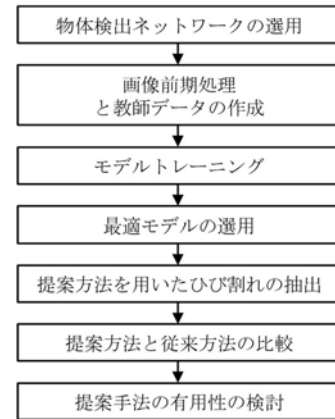 物体検出ネットワークの選用
画像前期処理
と教師データの作成
モデルトレーニング
最適モデルの選用
提案方法を用いたひび割れの抽出
提案方法と従来方法の比較
提案手法の有用性の検討